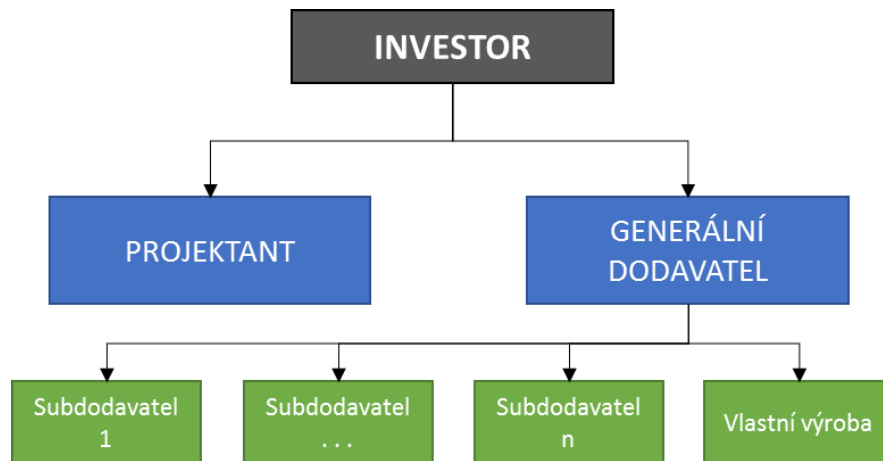 INVESTOR
PROJEKTANT
GENERÁLNÍ
DODAVATEL
Subdodavatel
1
Subdodavatel
. . .
Subdodavatel
n
Vlastní výroba